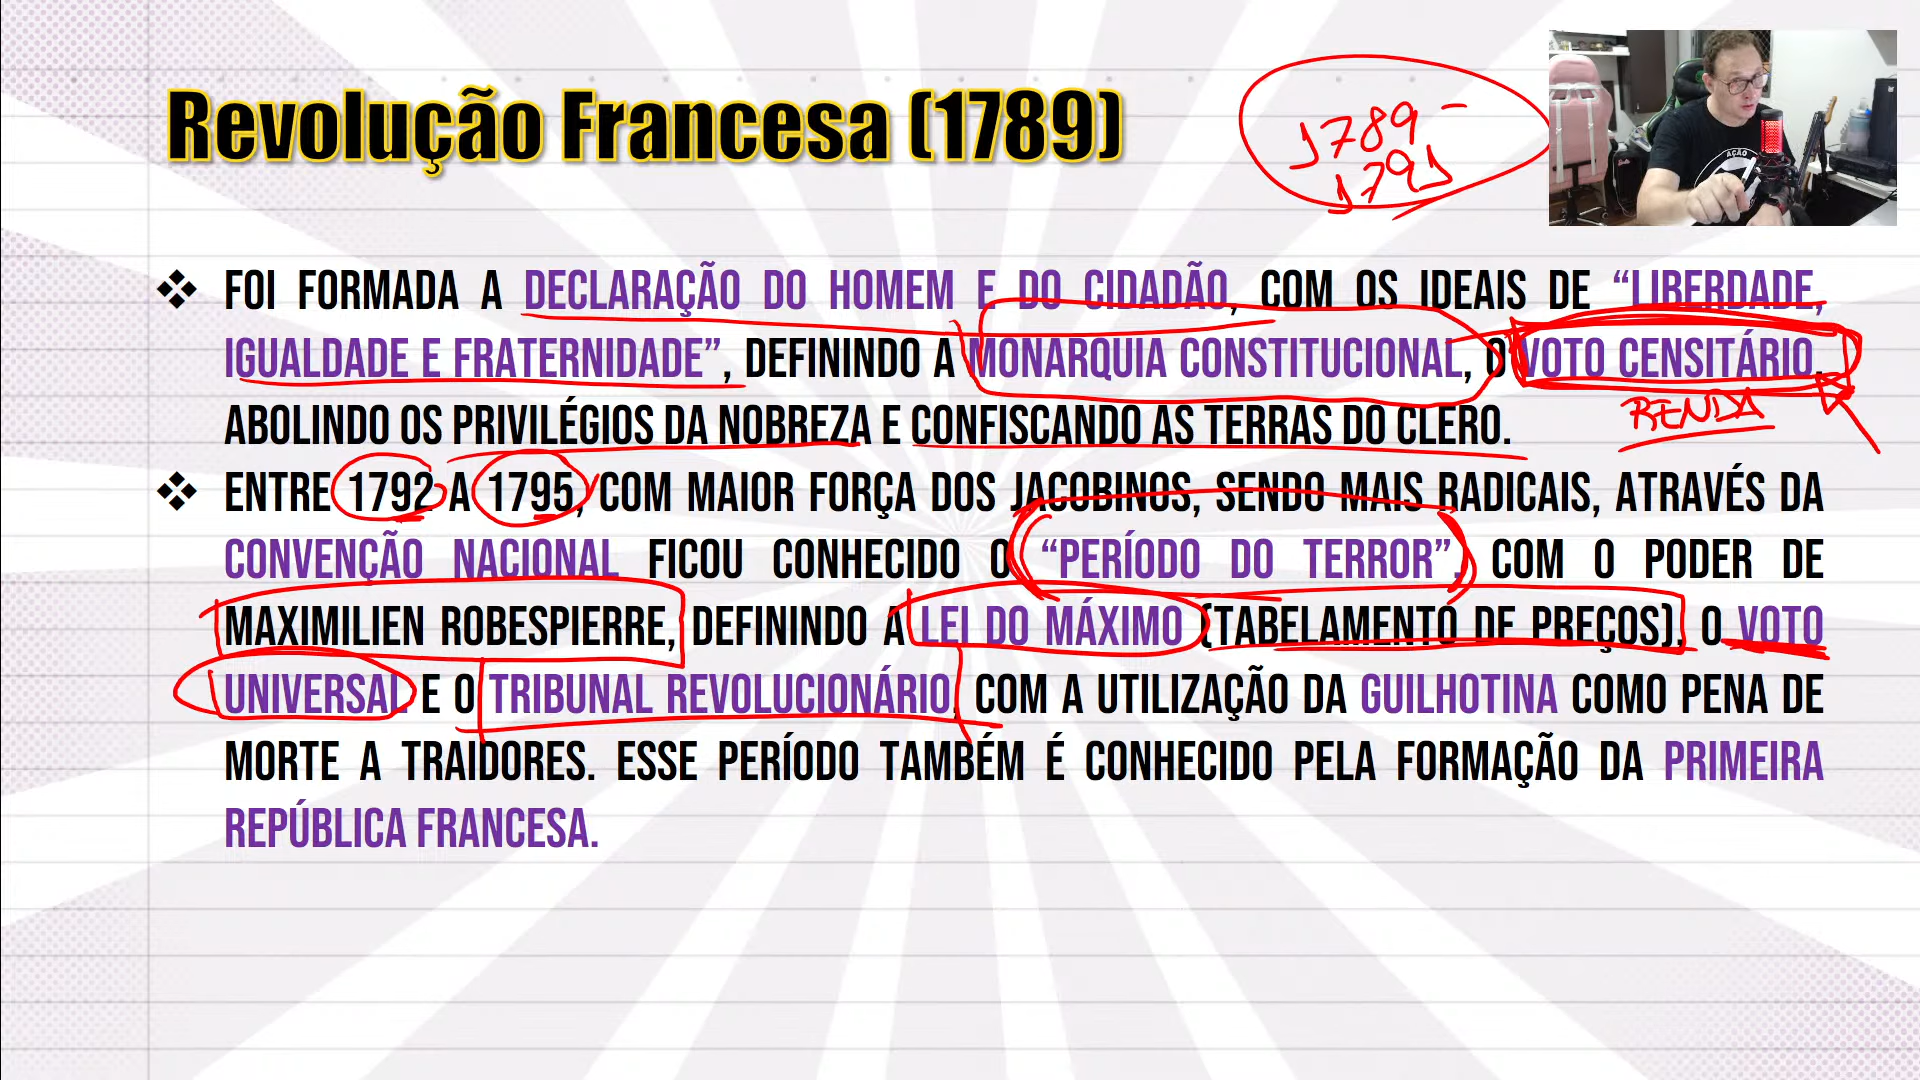 Revolução Francesa (1789)
1789 -
1791
AÇÃO
❖ FOI FORMADA A DECLARAÇÃO DO HOMEM E DO CIDADÃO, COM OS IDEAIS DE “LIBERDADE,
IGUALDADE E FRATERNIDADE”, DEFININDO A MONARQUIA CONSTITUCIONAL, O VOTO CENSITÁRIO,
ABOLINDO OS PRIVILÉGIOS DA NOBREZA E CONFISCANDO AS TERRAS DO CLERO.
RENDA
❖ ENTRE 1792 A 1795, COM MAIOR FORÇA DOS JACOBINOS, SENDO MAIS RADICAIS, ATRAVÉS DA
CONVENÇÃO NACIONAL FICOU CONHECIDO O “PERÍODO DO TERROR”, COM O PODER DE
MAXIMILIEN ROBESPIERRE, DEFININDO A LEI DO MÁXIMO (TABELAMENTO DE PREÇOS), O VOTO
UNIVERSAL E O TRIBUNAL REVOLUCIONÁRIO, COM A UTILIZAÇÃO DA GUILHOTINA COMO PENA DE
MORTE A TRAIDORES. ESSE PERÍODO TAMBÉM É CONHECIDO PELA FORMAÇÃO DA PRIMEIRA
REPÚBLICA FRANCESA.